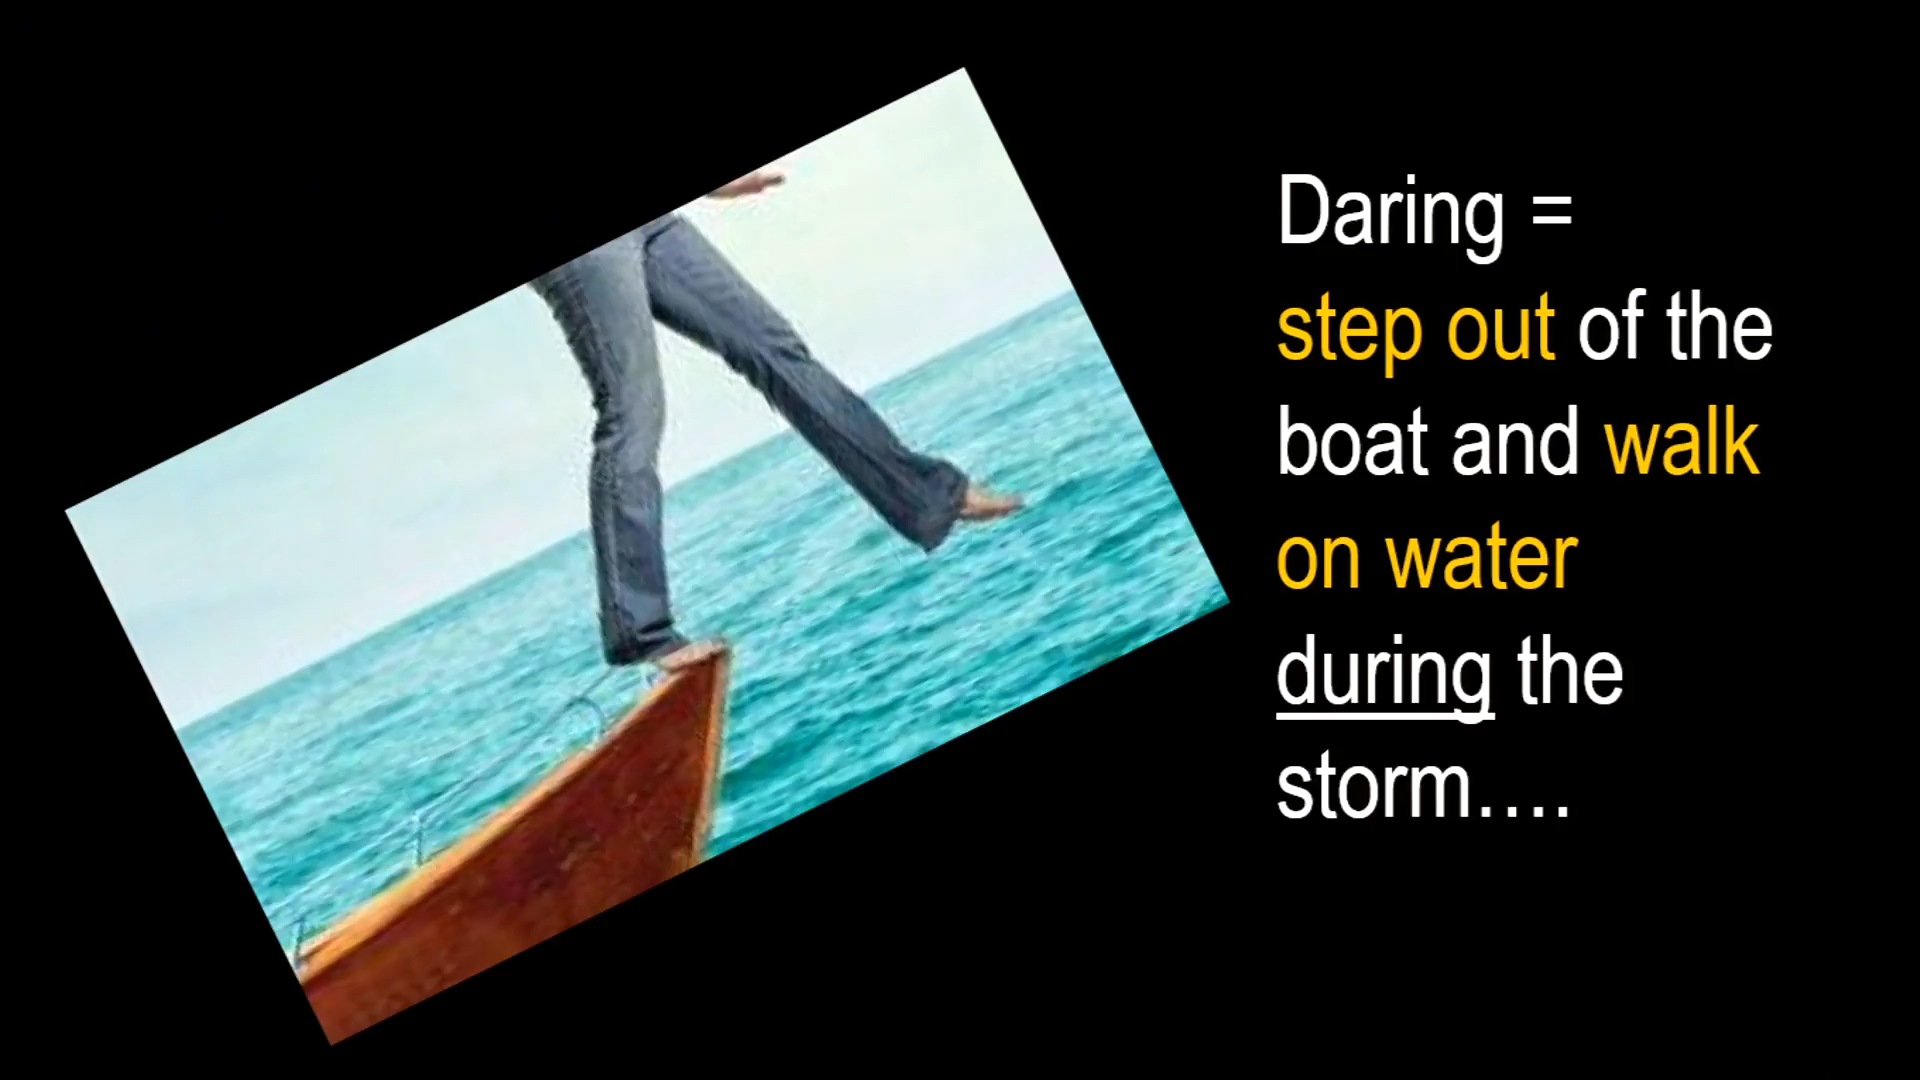 Daring =
step out of the
boat and walk
on water
during the
storm....